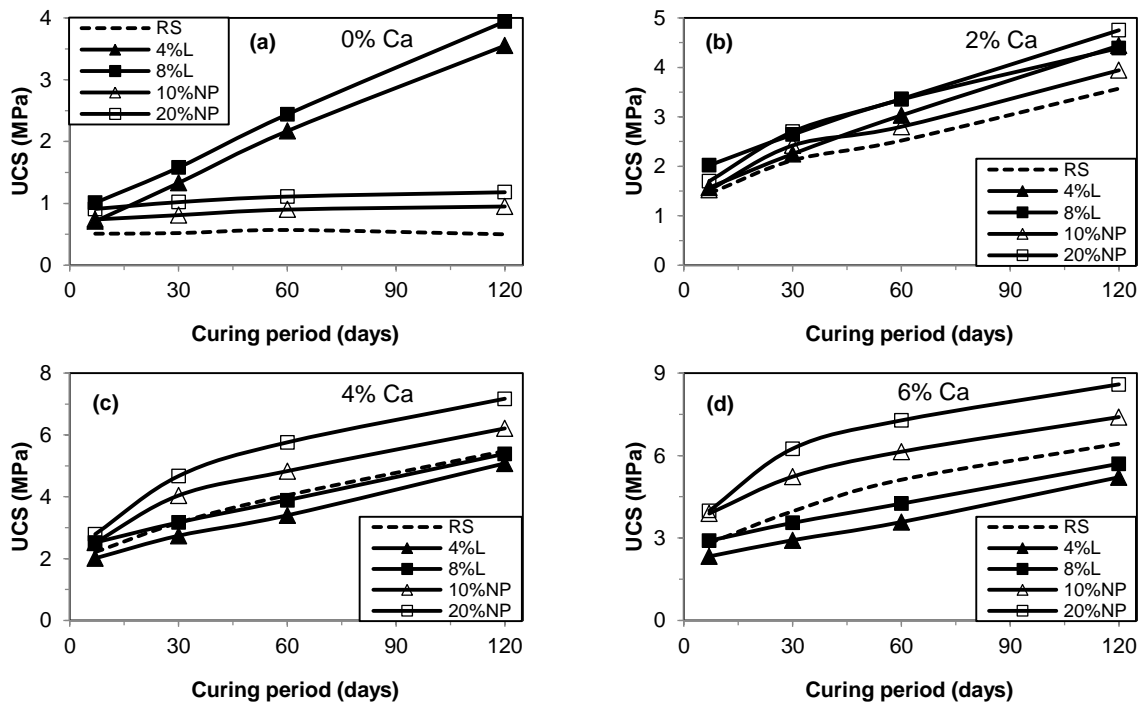 (a)
0% Ca
RS
4%L
8%L
10%NP
20%NP
UCS (MPa)
4
3
2
1
0
0 30 60 90 120
Curing period (days)
(b)
2% Ca
UCS (MPa)
5
4
3
2
1
0
RS
4%L
8%L
10%NP
20%NP
0 30 60 90 120
Curing period (days)
(c)
4% Ca
UCS (MPa)
8
6
4
2
0
RS
4%L
8%L
10%NP
20%NP
0 30 60 90 120
Curing period (days)
(d)
6% Ca
UCS (MPa)
9
6
3
0
RS
4%L
8%L
10%NP
20%NP
0 30 60 90 120
Curing period (days)